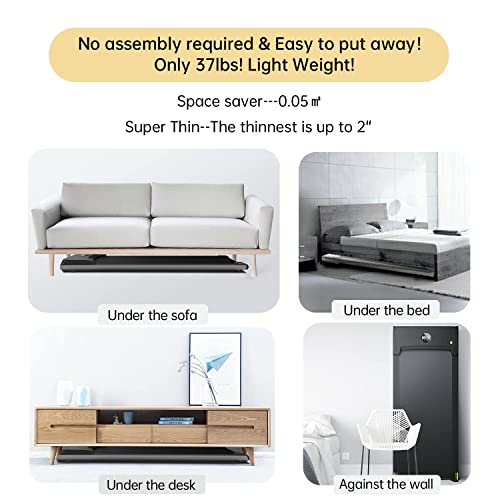 No assembly required & Easy to put away!
Only 37lbs! Light Weight!
Space saver---0.05㎡
Super Thin--The thinnest is up to 2"
Under the sofa
Under the bed
Under the desk
Against the wall